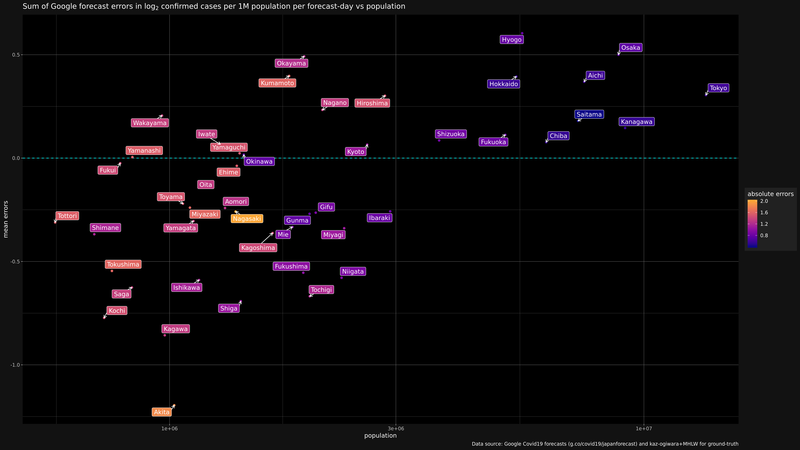 Sum of Google forecast errors in log₂ confirmed cases per 1M population per forecast-day vs population
Hyogo
Osaka
0.5
Okayama
Aichi
Kumamoto
Hokkaido
Tokyo
Nagano
Hiroshima
Saitama
Wakayama
Kanagawa
Iwate
Shizuoka
Chiba
Fukuoka
Yamaguchi
Yamanashi
Kyoto
0.0
Okinawa
Fukui
Ehime
Oita
Toyama
absolute errors
Aomori
2.0
Gifu
1.6
Tottori
Miyazaki
Nagasaki
Ibaraki
1.2
Gunma
0.8
Shimane
Yamagata
Mie
Miyagi
mean errors
Kagoshima
-0.5
Tokushima
Fukushima
Niigata
Ishikawa
Tochigi
Saga
Shiga
Kochi
Kagawa
-1.0
Akita
1e+06
3e+06
1e+07
population
Data source: Google Covid19 forecasts (g.co/covid19/japanforecast) and kaz-ogiwara+MHLW for ground-truth